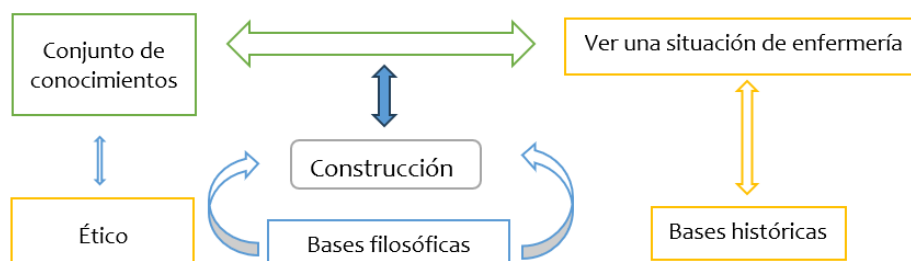 Conjunto de
conocimientos
Ver una situación de enfermería
Construcción
Ético
Bases filosóficas
Bases históricas